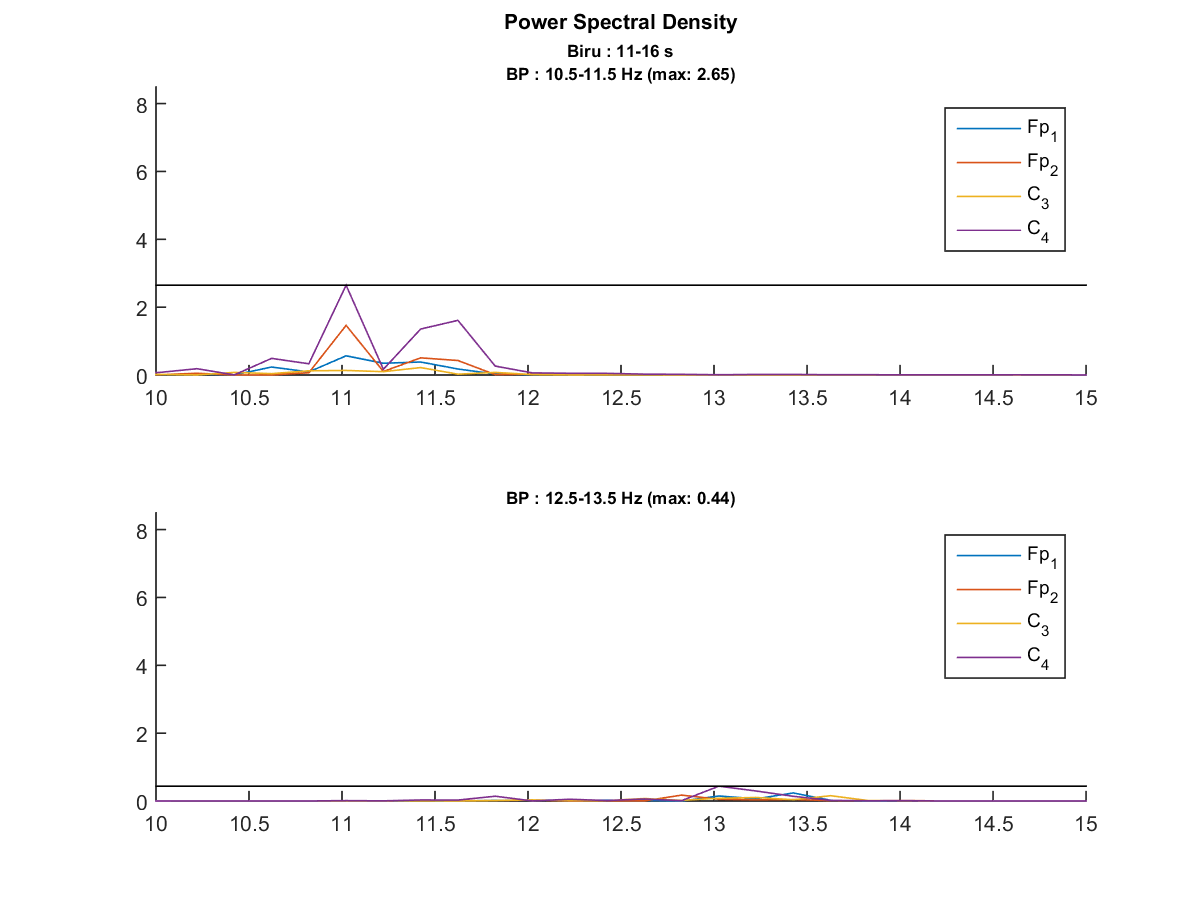 Power Spectral Density
Biru : 11-16 s
BP : 10.5-11.5 Hz (max: 2.65)
8
6
4
2
0
10 10.5 11 11.5 12 12.5 13 13.5 14 14.5 15
Fp1
Fp2
C3
C4
BP : 12.5-13.5 Hz (max: 0.44)
8
6
4
2
0
10 10.5 11 11.5 12 12.5 13 13.5 14 14.5 15
Fp1
Fp2
C3
C4